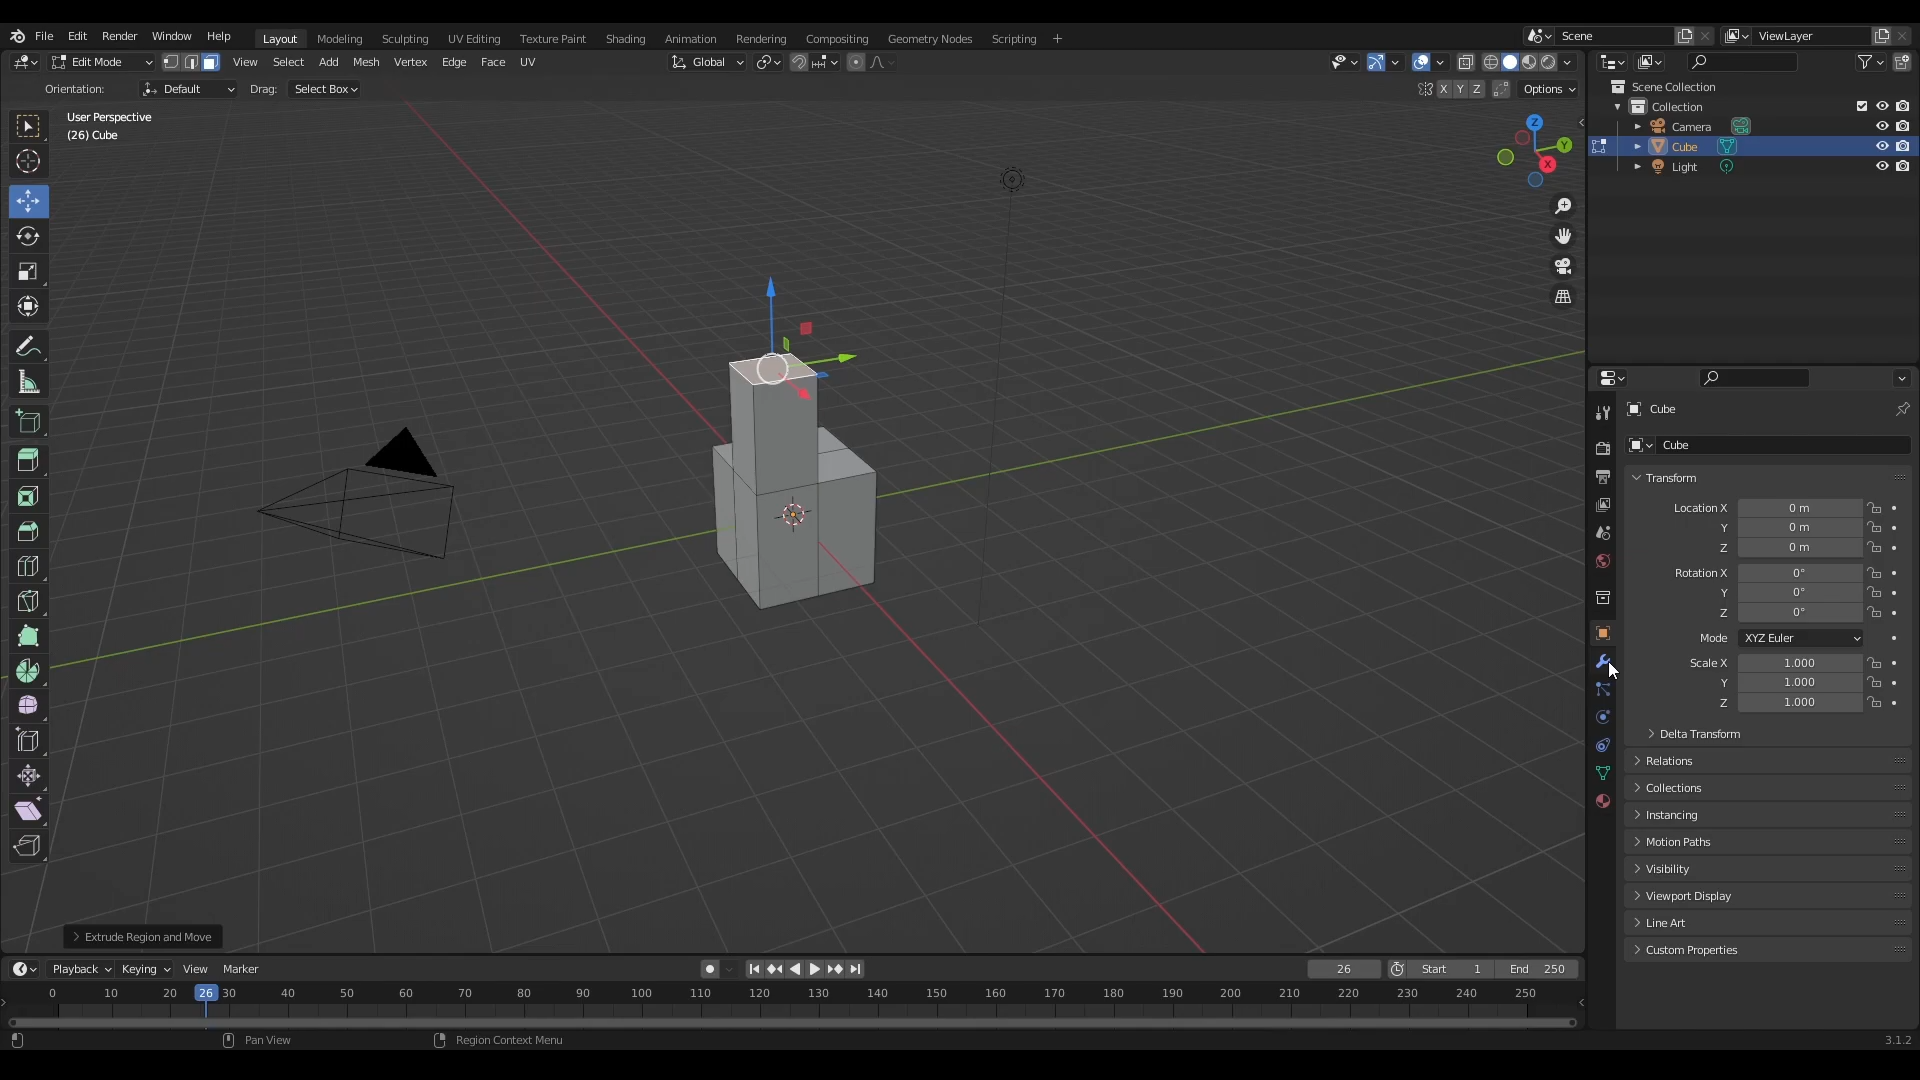 File Edit Render Window Help Layout Modeling Sculpting UV Editing Texture Paint Shading Animation Rendering Compositing Geometry Nodes Scripting + Scene ViewLayer
Edit Mode View Select Add Mesh Vertex Edge Face UV Global
Orientation: Default Drag: Select Box X Y Z Options
User Perspective
(26) Cube
Z
Y
X
Scene Collection
Collection
Camera
Cube
Light
Cube
Cube
Transform
Location X 0 m
Y 0 m
Z 0 m
Rotation X 0°
Y 0°
Z 0°
Mode XYZ Euler
Scale X 1.000
Y 1.000
Z 1.000
Delta Transform
Relations
Collections
Instancing
Motion Paths
Visibility
Viewport Display
Line Art
Custom Properties
Extrude Region and Move
Playback Keying View Marker 26 Start 1 End 250
0 10 20 26 30 40 50 60 70 80 90 100 110 120 130 140 150 160 170 180 190 200 210 220 230 240 250
Pan View Region Context Menu 3.1.2